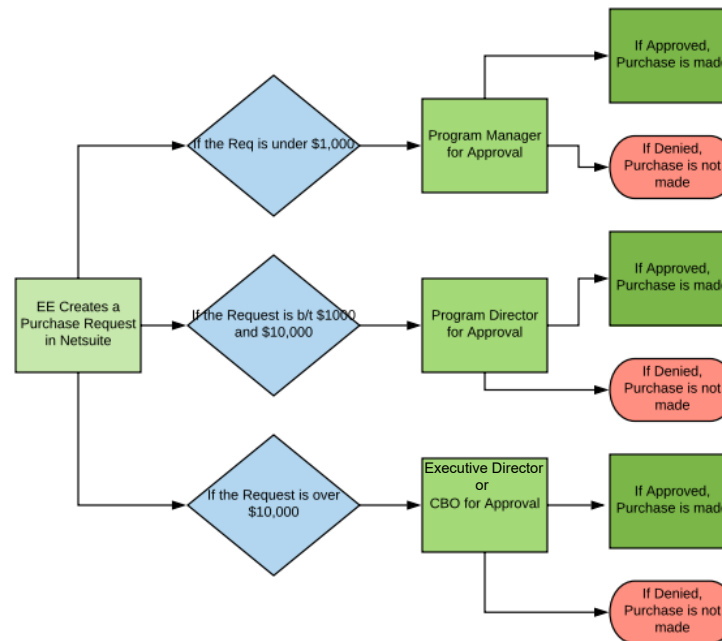 If Approved,
Purchase is made
If the Req is under $1,000
Program Manager
for Approval
If Denied,
Purchase is not
made
EE Creates a
Purchase Request
in Netsuite
If the Request is b/t $1000
and $10,000
Program Director
for Approval
If Approved,
Purchase is made
If Denied,
Purchase is not
made
If the Request is over
$10,000
Executive Director
or
CBO for Approval
If Approved,
Purchase is made
If Denied,
Purchase is not
made